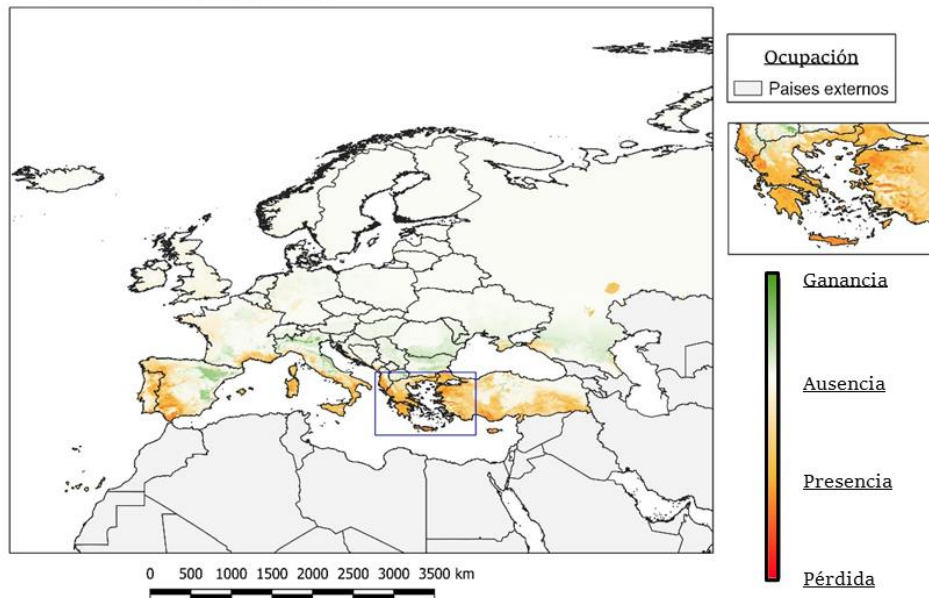 Ocupación
Paises externos
Ganancia
Ausencia
Presencia
Pérdida
0 500 1000 1500 2000 2500 3000 3500 km